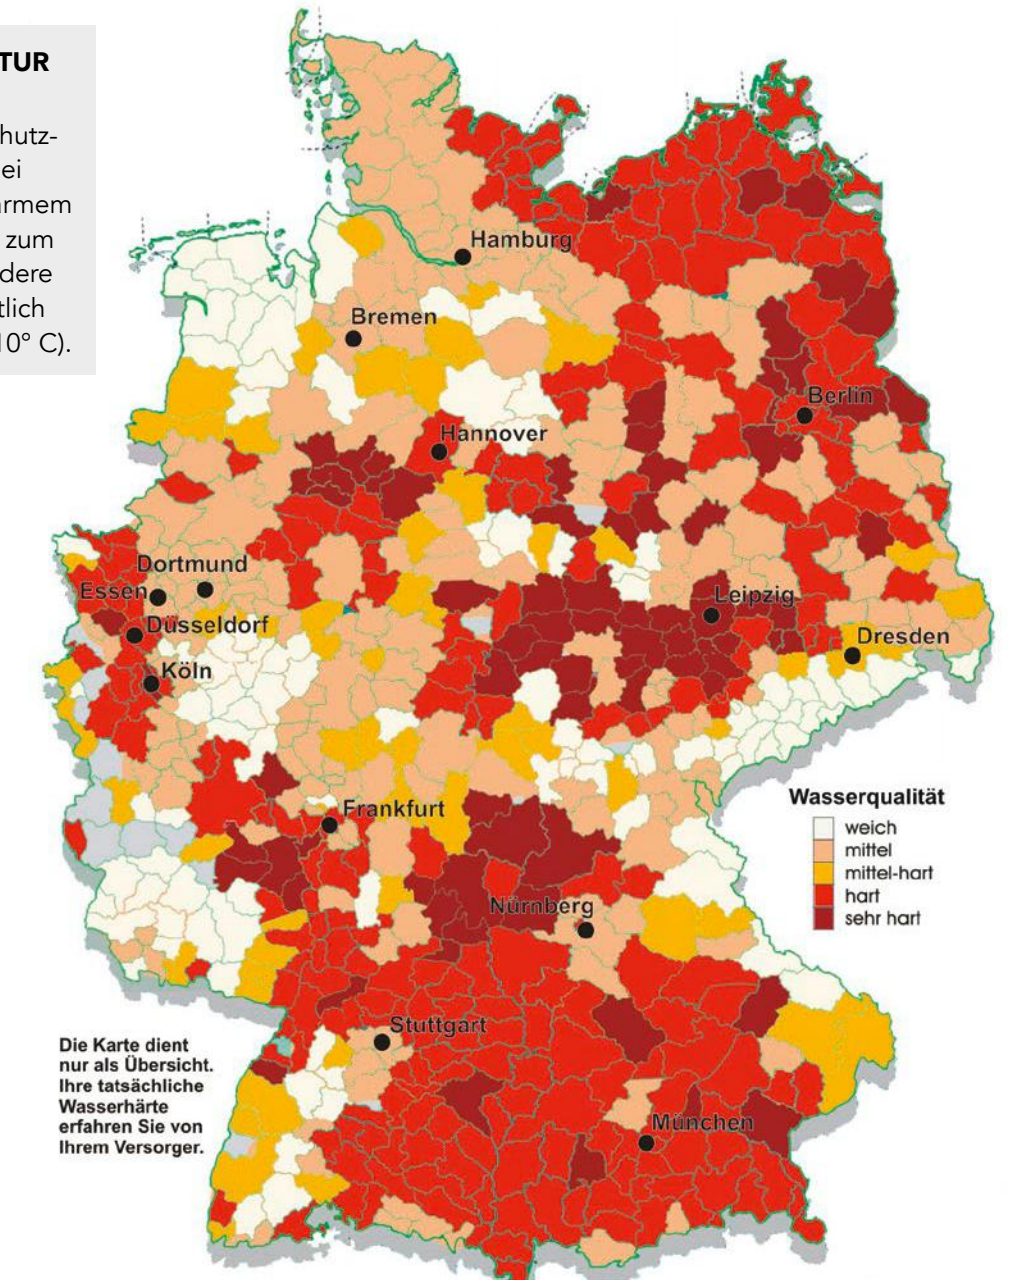 TUR
hutz-
ei
armem
zum
dere
tlich
10° C).
Hamburg
Bremen
Berlin
Hannover
Dortmund
Essen
Leipzig
Düsseldorf
Dresden
Köln
Wasserqualität
weich
mittel
mittel-hart
hart
sehr hart
Frankfurt
Nürnberg
Stuttgart
Die Karte dient
nur als Übersicht.
Ihre tatsächliche
Wasserhärte
erfahren Sie von
Ihrem Versorger.
München